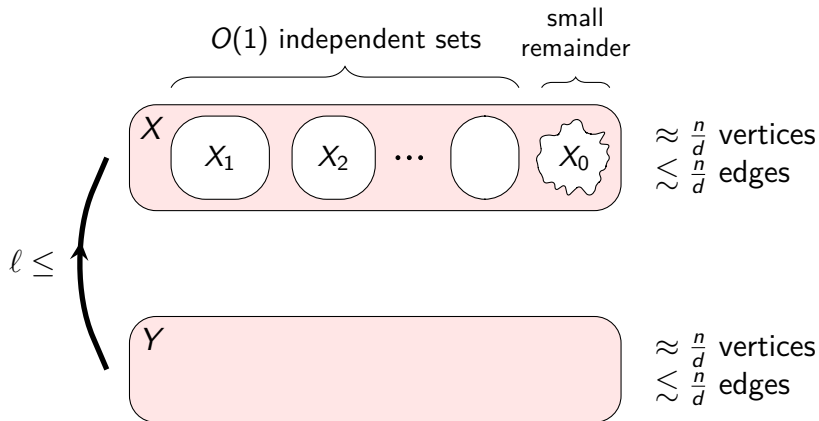 small
O(1) independent sets remainder
X X₁ X₂ ... X₀
≈ n/d vertices
≲ n/d edges
ℓ ≤
Y
≈ n/d vertices
≲ n/d edges